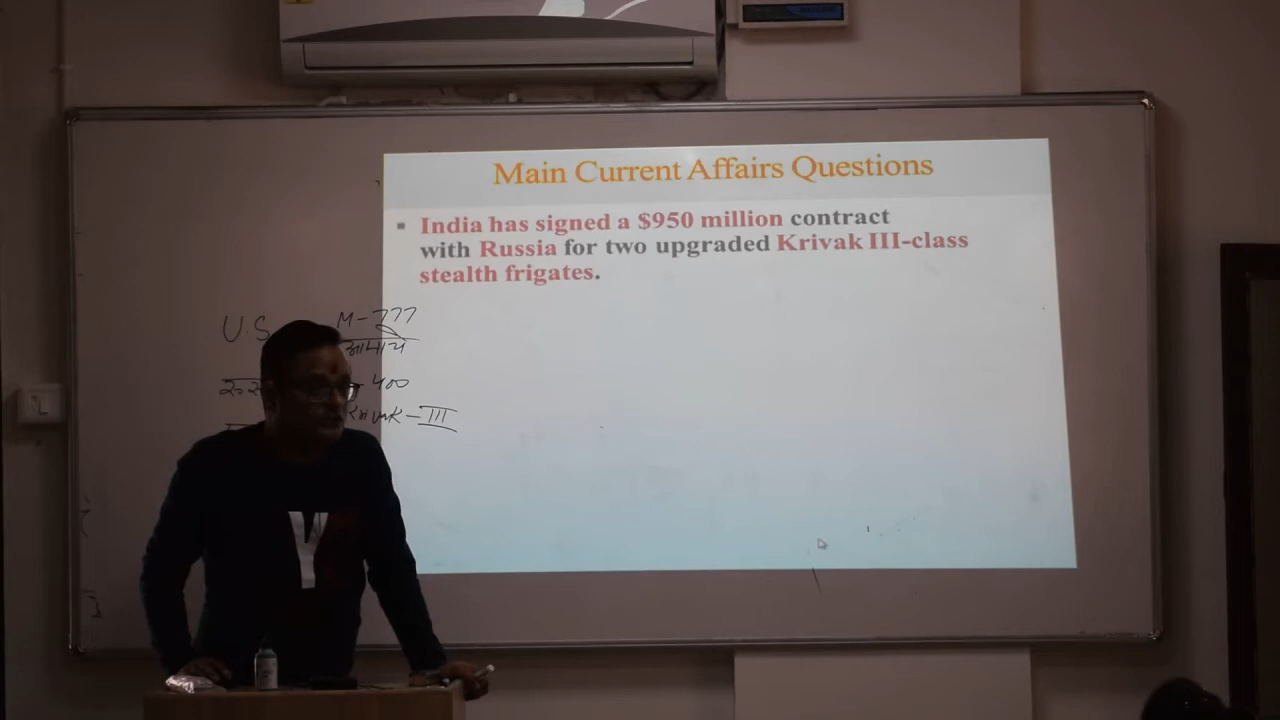 Main Current Affairs Questions
India has signed a $950 million contract
with Russia for two upgraded Krivak III-class
stealth frigates.
U.S
M-777
400
Krivak-III